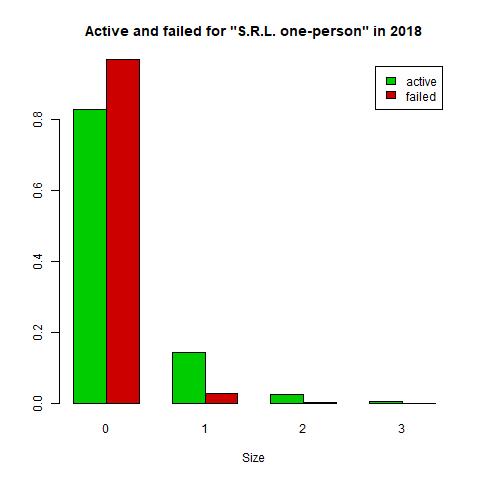 Active and failed for "S.R.L. one-person" in 2018
active
failed
0.8
0.6
0.4
0.2
0.0
0 1 2 3
Size